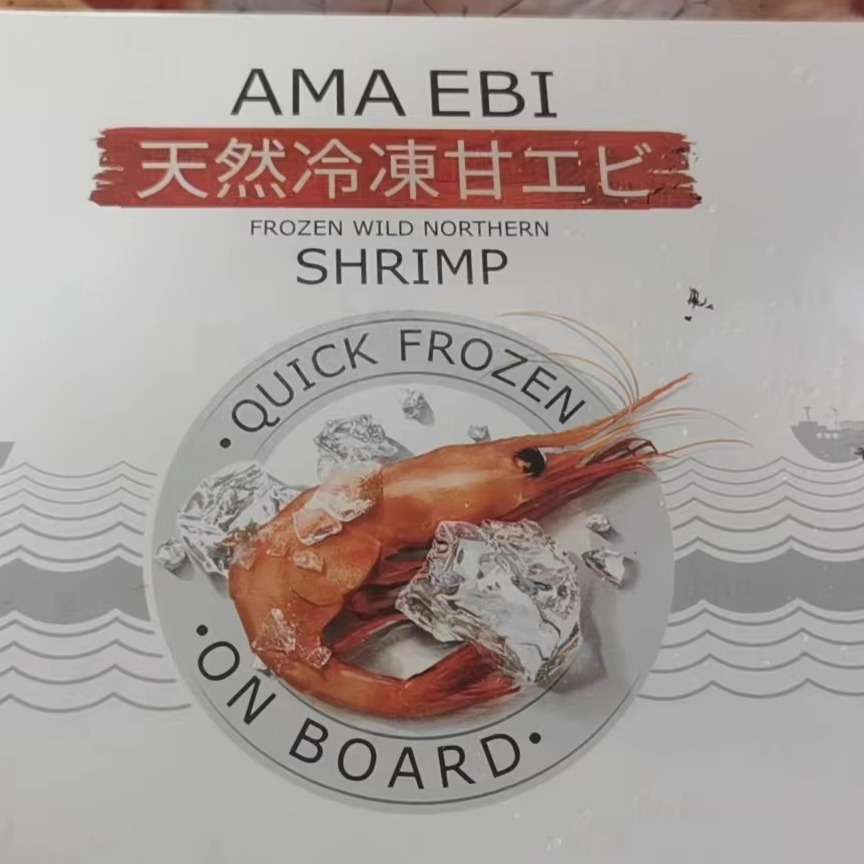 AMA EBI
天然冷凍甘エビ
FROZEN WILD NORTHERN
SHRIMP
•QUICK FROZEN
•ON BOARD•